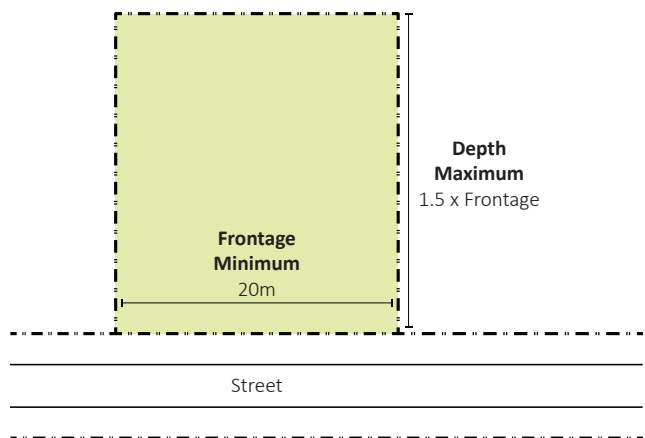 Depth
Maximum
1.5 x Frontage
Frontage
Minimum
20m
Street